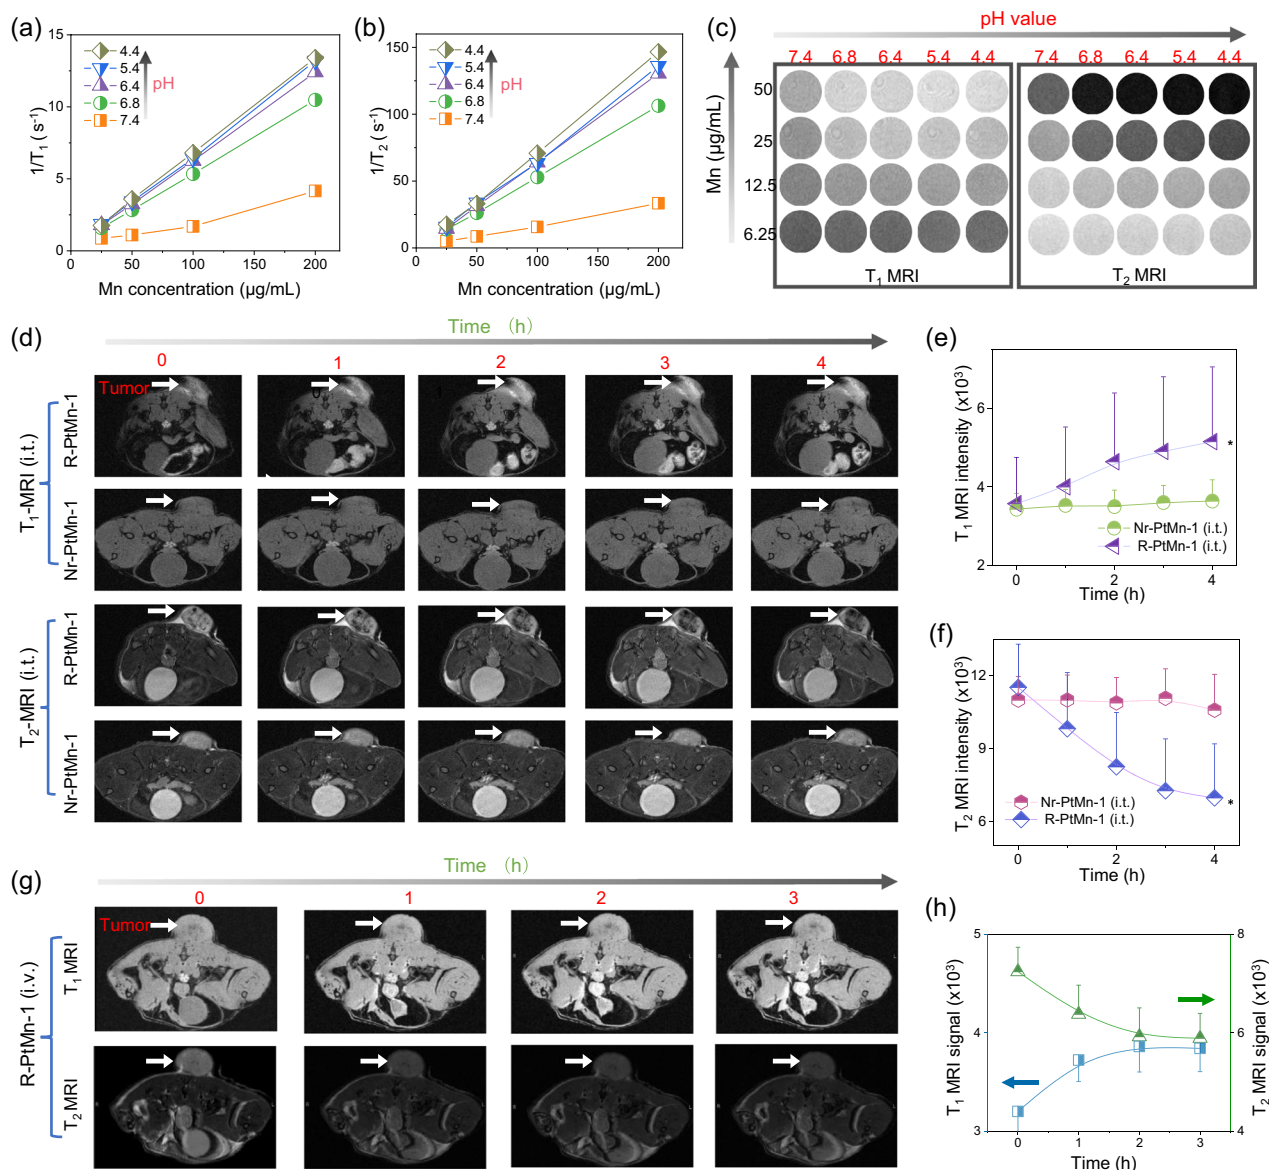 (a)
15
10
5
0
1/T₁ ( s⁻¹)
4.4
5.4
6.4
6.8
7.4
pH
0 50 100 150 200
Mn concentration (μg/mL)
(b)
150
100
50
0
1/T₂ ( s⁻¹)
4.4
5.4
6.4
6.8
7.4
pH
0 50 100 150 200
Mn concentration (μg/mL)
(c)
pH value
7.4 6.8 6.4 5.4 4.4
7.4 6.8 6.4 5.4 4.4
Mn (μg/mL)
50
25
12.5
6.25
T₁ MRI
T₂ MRI
(d)
Time (h)
0 1 2 3 4
Tumor
T₁-MRI (i.t.)
R-PtMn-1
Nr-PtMn-1
T₂-MRI (i.t.)
R-PtMn-1
Nr-PtMn-1
(e)
T₁ MRI intensity (x10³)
6
4
2
*
Nr-PtMn-1 (i.t.)
R-PtMn-1 (i.t.)
0 2 4
Time (h)
(f)
T₂ MRI intensity (x10³)
12
9
6
Nr-PtMn-1 (i.t.)
R-PtMn-1 (i.t.)
*
0 2 4
Time (h)
(g)
Time (h)
0 1 2 3
Tumor
R-PtMn-1 (i.v.)
T₁ MRI
T₂ MRI
(h)
T₁ MRI signal (x10³)
5
4
3
8
6
4
T₂ MRI signal (x10³)
0 1 2 3
Time (h)